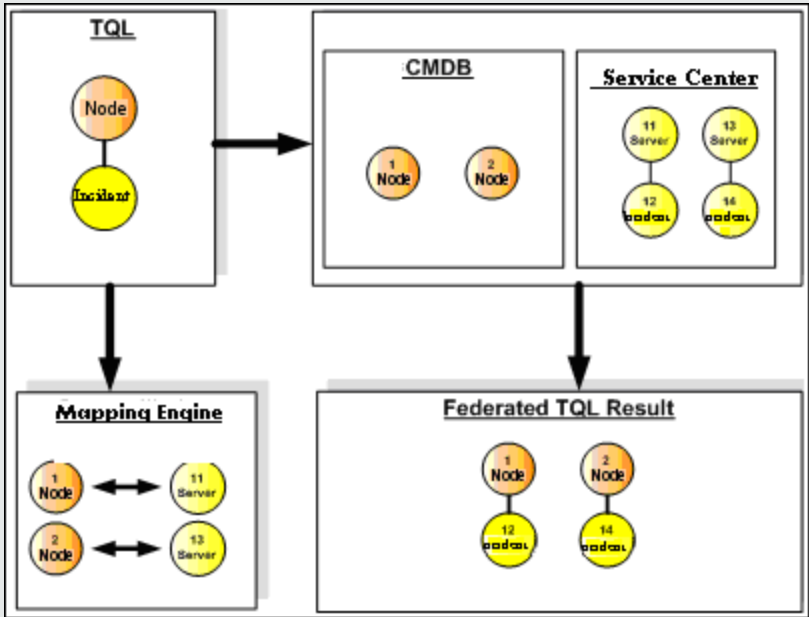 TQL
Node
Incident
CMDB
1
Node
2
Node
Service Center
11
Server
13
Server
12
14
Mapping Engine
1
Node
11
Server
2
Node
13
Server
Federated TQL Result
1
Node
2
Node
12
14